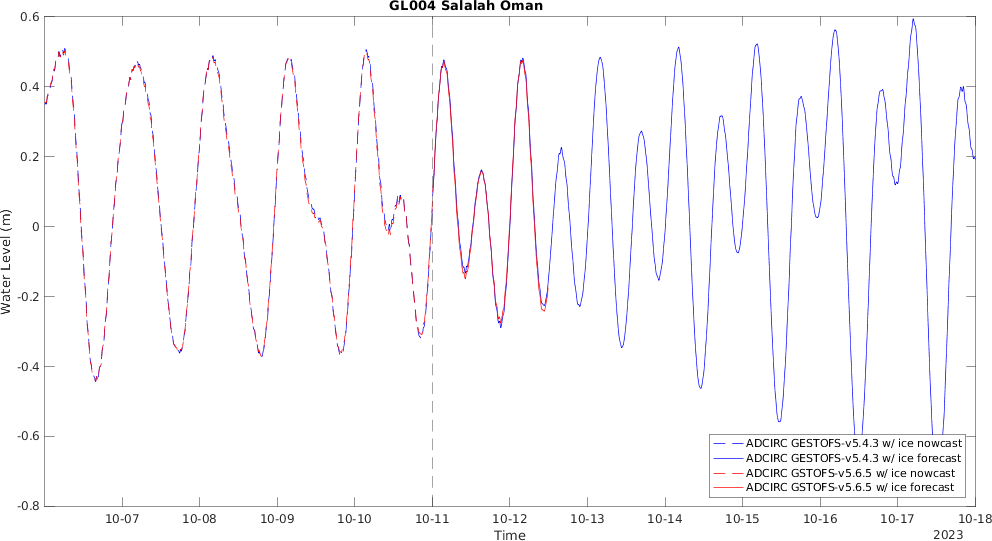 GL004 Salalah Oman
0.6
0.4
0.2
0
-0.2
-0.4
-0.6
-0.8
Water Level (m)
ADCIRC GESTOFS-v5.4.3 w/ ice nowcast
ADCIRC GESTOFS-v5.4.3 w/ ice forecast
ADCIRC GSTOFS-v5.6.5 w/ ice nowcast
ADCIRC GSTOFS-v5.6.5 w/ ice forecast
10-07 10-08 10-09 10-10 10-11 10-12 10-13 10-14 10-15 10-16 10-17 10-18
Time
2023